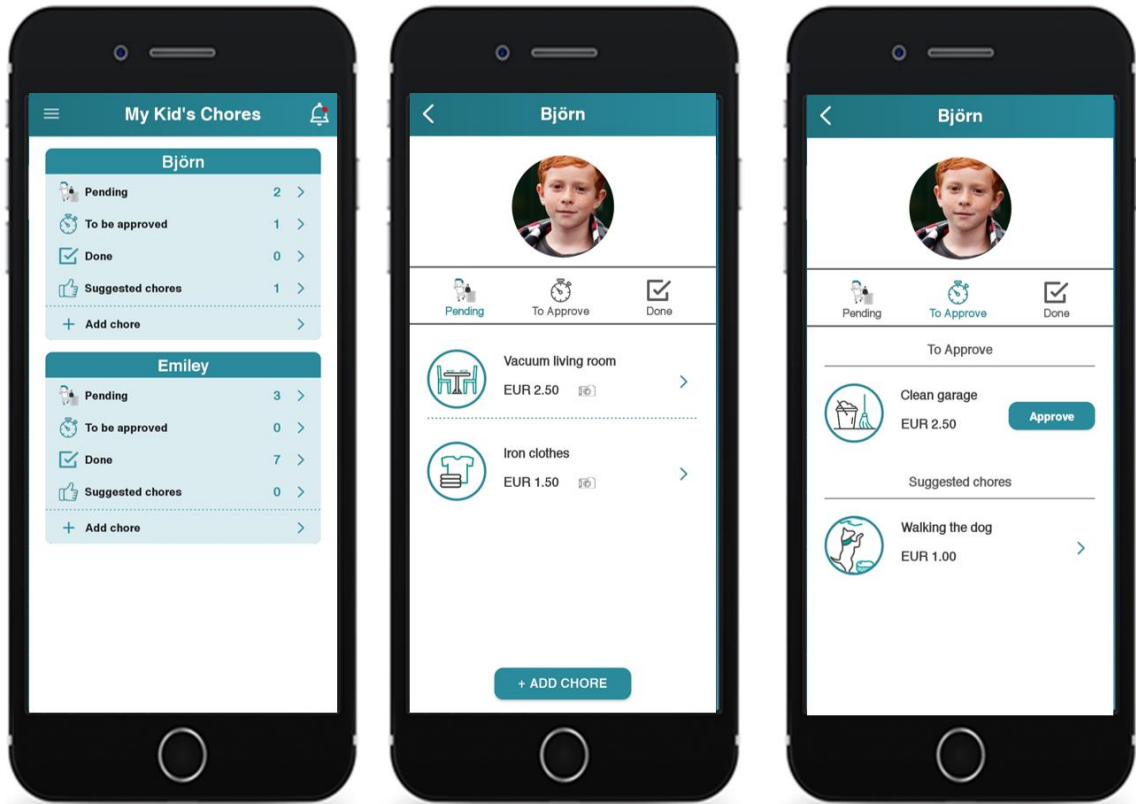 My Kid's Chores
Björn
Pending 2
To be approved 1
Done 0
Suggested chores 1
+ Add chore
Emiley
Pending 3
To be approved 0
Done 7
Suggested chores 0
+ Add chore
Björn
Pending To Approve Done
Vacuum living room
EUR 2.50
Iron clothes
EUR 1.50
+ ADD CHORE
Björn
Pending To Approve Done
To Approve
Clean garage
EUR 2.50
Approve
Suggested chores
Walking the dog
EUR 1.00